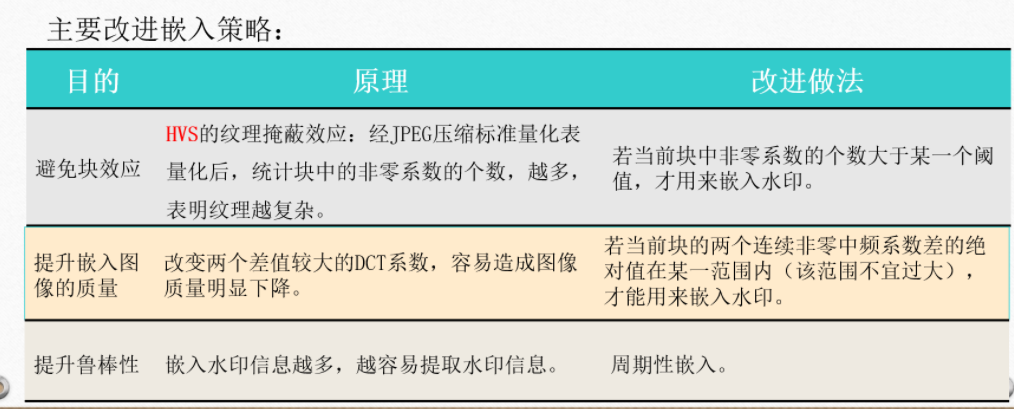 主要改进嵌入策略：
目的
原理
改进做法
避免块效应
HVS的纹理掩蔽效应：经JPEG压缩标准量化表
量化后，统计块中的非零系数的个数，越多，
表明纹理越复杂。
若当前块中非零系数的个数大于某一个阈
值，才用来嵌入水印。
提升嵌入图
像的质量
改变两个差值较大的DCT系数，容易造成图像
质量明显下降。
若当前块的两个连续非零中频系数差的绝
对值在某一范围内（该范围不宜过大），
才能用来嵌入水印。
提升鲁棒性
嵌入水印信息越多，越容易提取水印信息。
周期性嵌入。